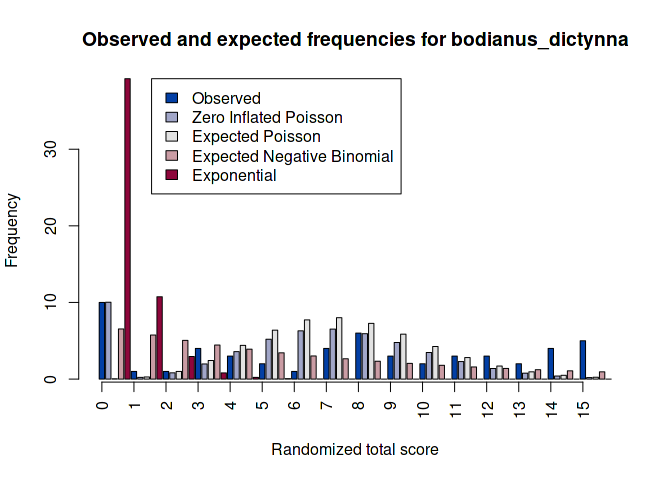 Observed and expected frequencies for bodianus_dictynna
Observed
Zero Inflated Poisson
Expected Poisson
Expected Negative Binomial
Exponential
Frequency
30
20
10
0
0 1 2 3 4 5 6 7 8 9 10 11 12 13 14 15
Randomized total score